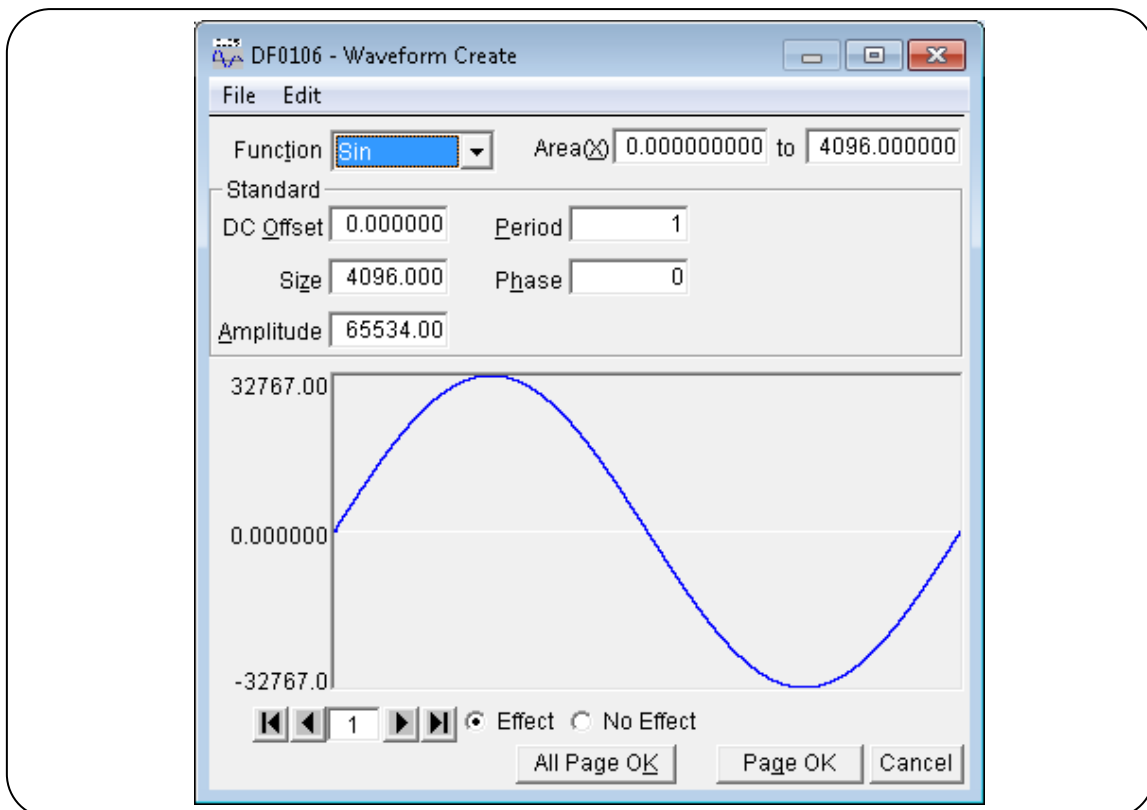 DF0106 - Waveform Create
File Edit
Function Sin Area(X) 0.000000000 to 4096.000000
Standard
DC Offset 0.000000 Period 1
Size 4096.000 Phase 0
Amplitude 65534.00
32767.00
0.000000
-32767.0
1 Effect No Effect
All Page OK Page OK Cancel